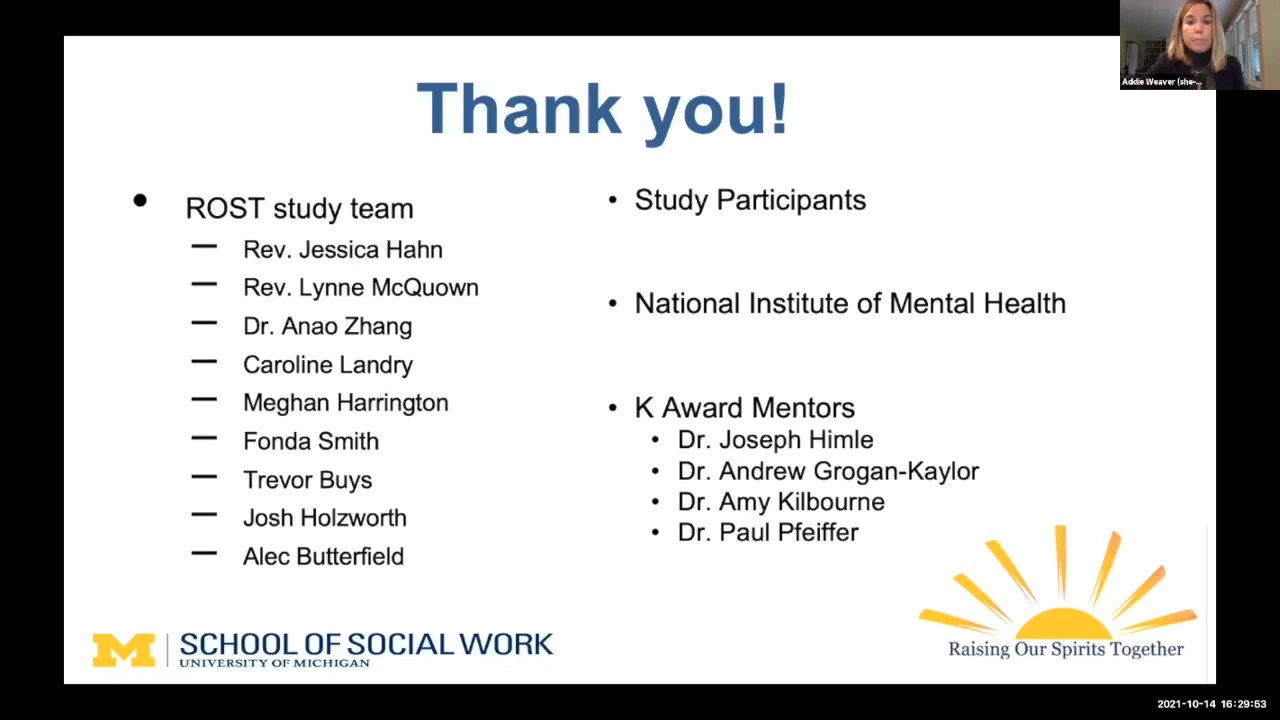 Thank you!
ROST study team
Rev. Jessica Hahn
Rev. Lynne McQuown
Dr. Anao Zhang
Caroline Landry
Meghan Harrington
Fonda Smith
Trevor Buys
Josh Holzworth
Alec Butterfield
Study Participants
National Institute of Mental Health
K Award Mentors
Dr. Joseph Himle
Dr. Andrew Grogan-Kaylor
Dr. Amy Kilbourne
Dr. Paul Pfeiffer
M SCHOOL OF SOCIAL WORK
UNIVERSITY OF MICHIGAN
Raising Our Spirits Together
Addie Weaver (she-...
2021-10-14 16:29:53